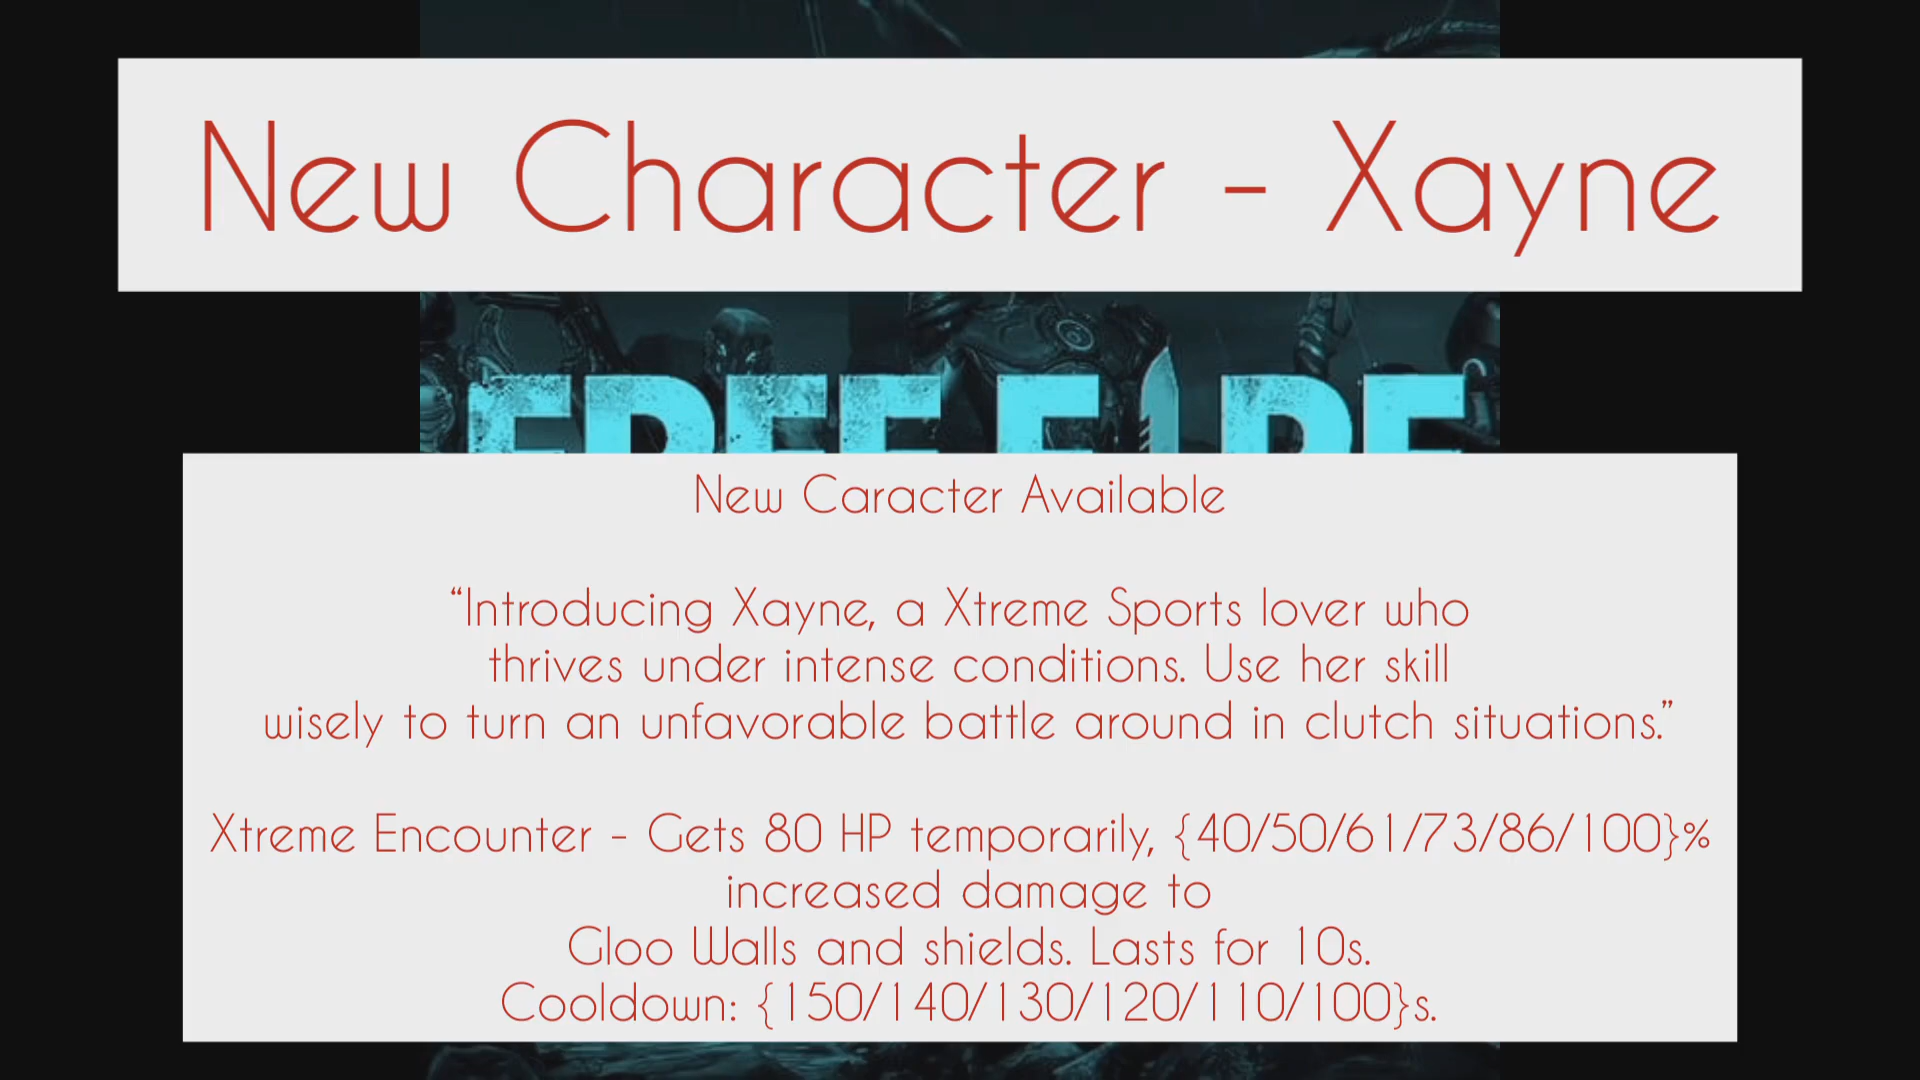 New Character - Xayne
FREE FIRE
New Caracter Available
“Introducing Xayne, a Xtreme Sports lover who
thrives under intense conditions. Use her skill
wisely to turn an unfavorable battle around in clutch situations.”
Xtreme Encounter - Gets 80 HP temporarily, {40/50/61/73/86/100}%
increased damage to
Gloo Walls and shields. Lasts for 10s.
Cooldown: {150/140/130/120/110/100}s.